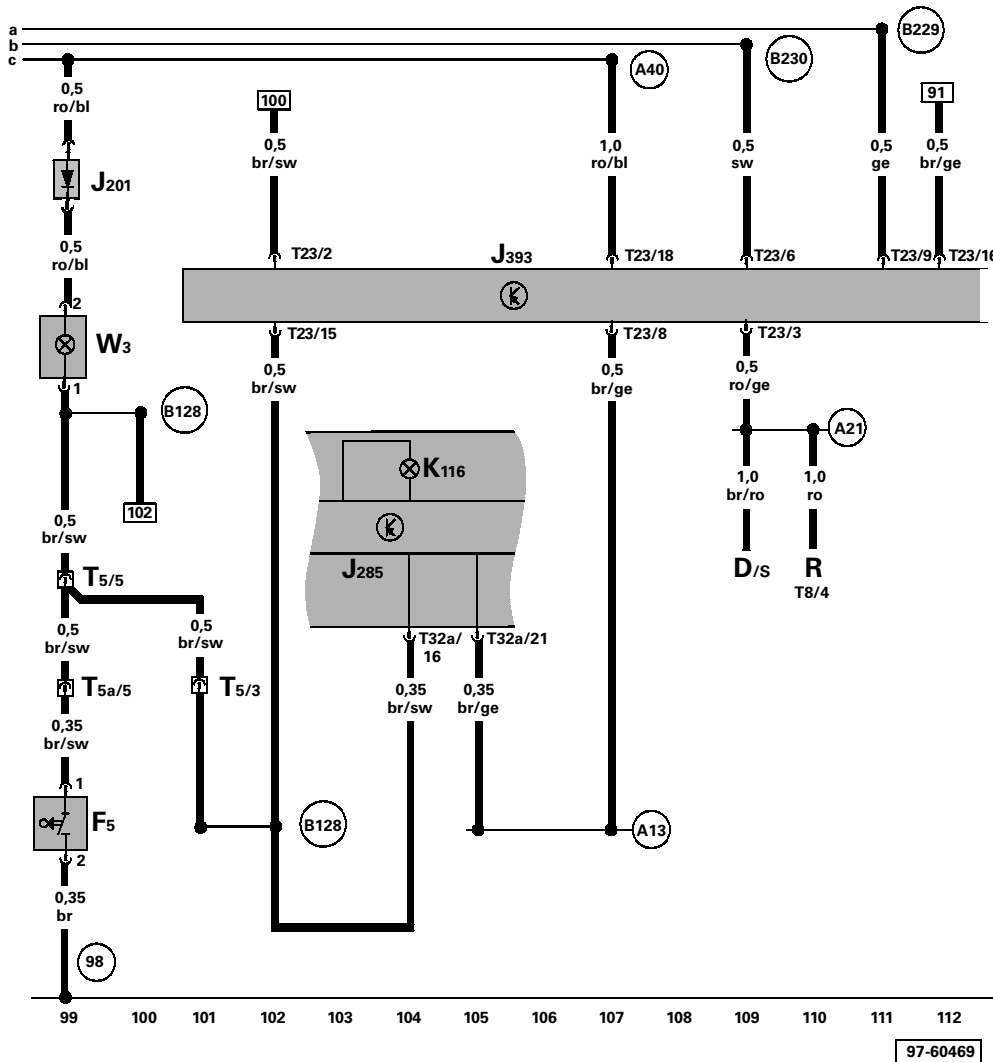 a
b
c
B229
B230
A40
0,5
ro/bl
100
0,5
br/sw
1,0
ro/bl
0,5
sw
0,5
ge
91
0,5
br/ge
J201
0,5
ro/bl
T23/2
J393
T23/18
T23/6
T23/9
T23/16
2
W3
1
T23/15
T23/8
T23/3
0,5
br/sw
0,5
br/ge
0,5
ro/ge
B128
A21
102
K116
1,0
br/ro
1,0
ro
0,5
br/sw
T5/5
J285
D/S
R
T8/4
0,5
br/sw
0,5
br/sw
T32a/
16
T32a/21
T5a/5
T5/3
0,35
br/sw
0,35
br/ge
0,35
br/sw
1
F5
2
B128
A13
0,35
br
98
99 100 101 102 103 104 105 106 107 108 109 110 111 112
97-60469